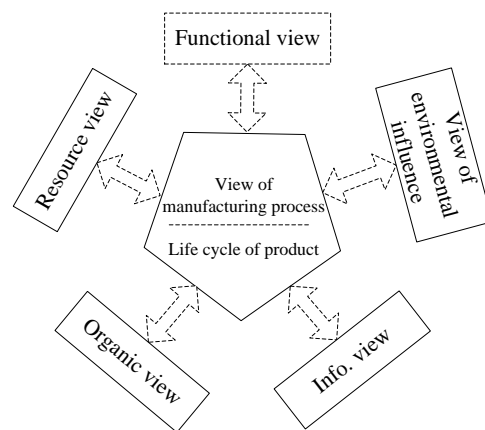 Functional view
Resource view
View of
environmental
influence
View of
manufacturing process
Life cycle of product
Organic view
Info. view